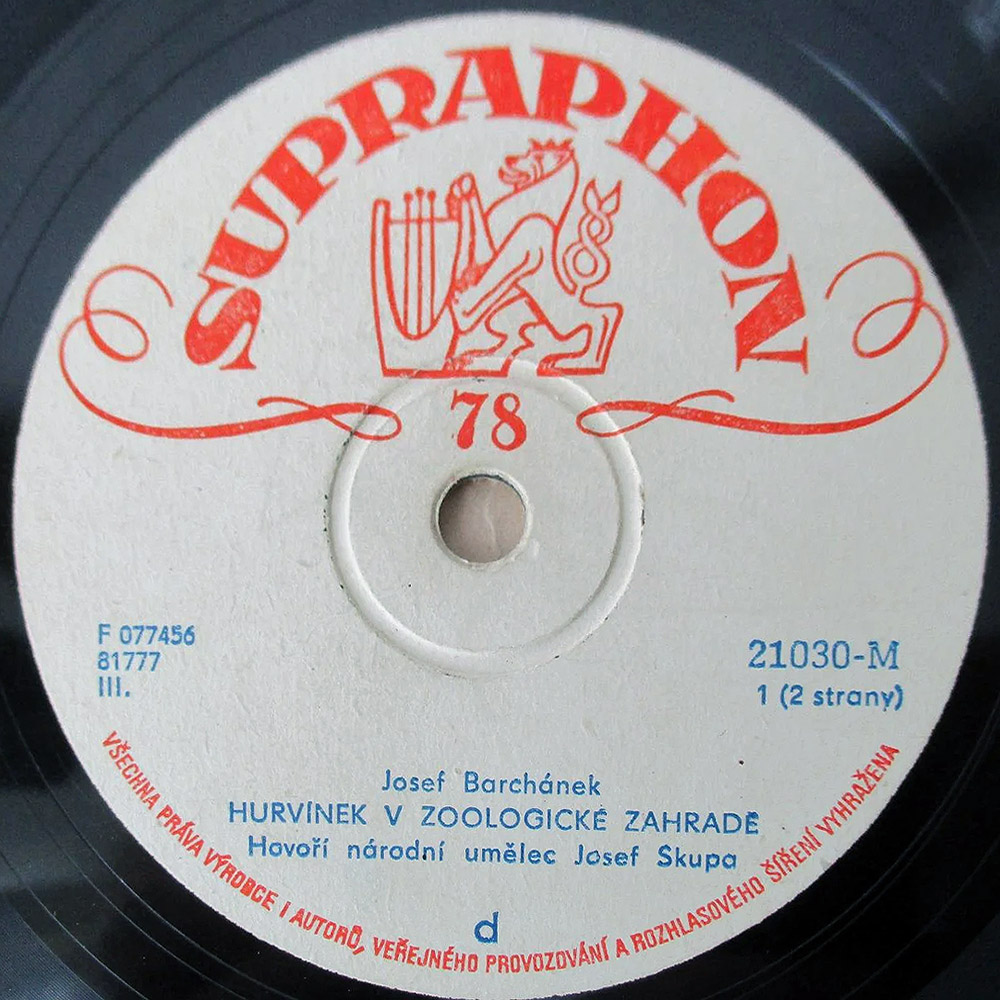 SUPRAPHON
78
F 077456
81777
III.
21030-M
1 (2 strany)
Josef Barchánek
HURVÍNEK V ZOOLOGICKÉ ZAHRADĚ
Hovoří národní umělec Josef Skupa
d
VŠECHNA PRÁVA VÝROBCE I AUTORŮ, VEŘEJNÉHO PROVOZOVÁNÍ A ROZHLASOVÉHO ŠÍŘENÍ VYHRAŽENA